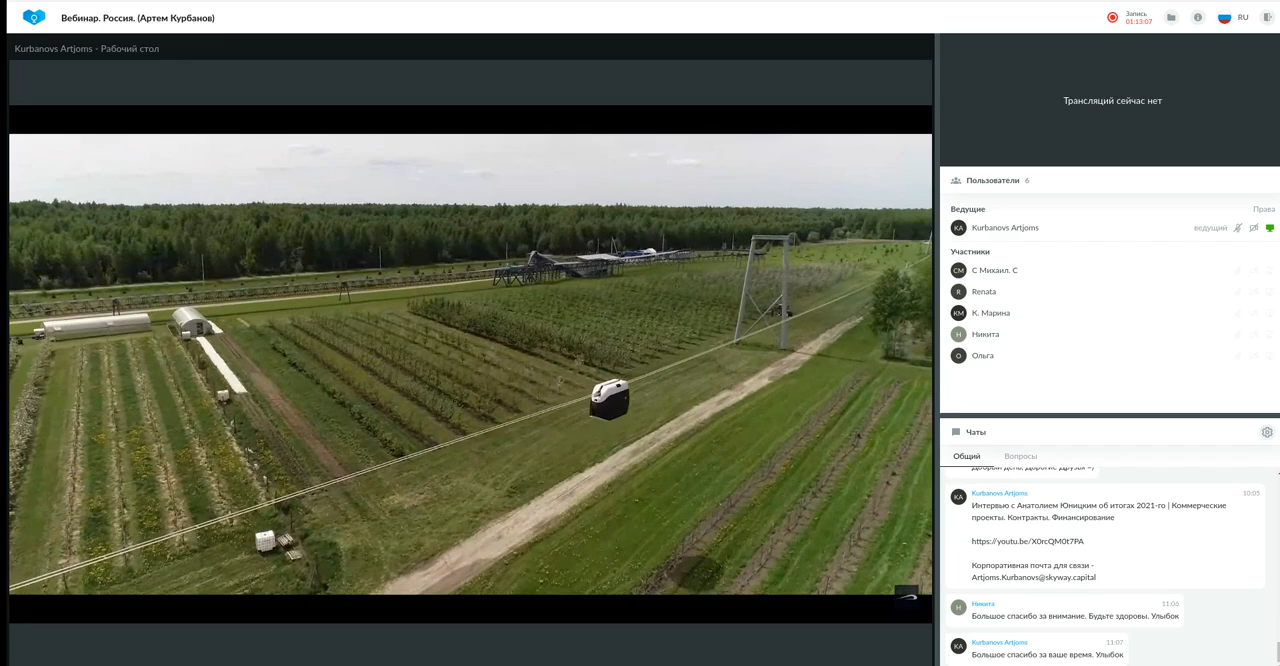 Вебинар. Россия. (Артем Курбанов)
Запись
01:13:07
RU
Kurbanovs Artjoms - Рабочий стол
Трансляций сейчас нет
Пользователи 6
Ведущие Права
KA Kurbanovs Artjoms ведущий
Участники
СМ С Михаил. С
R Renata
КМ К. Марина
Н Никита
О Ольга
Чаты
Общий Вопросы
Добрый день, Дорогие Друзья =)
KA Kurbanovs Artjoms 10:05
Интервью с Анатолием Юницким об итогах 2021-го | Коммерческие
проекты. Контракты. Финансирование
https://youtu.be/X0rcQM0t7PA
Корпоративная почта для связи -
Artjoms.Kurbanovs@skyway.capital
Н Никита 11:06
Большое спасибо за внимание. Будьте здоровы. Улыбок
KA Kurbanovs Artjoms 11:07
Большое спасибо за ваше время. Улыбок